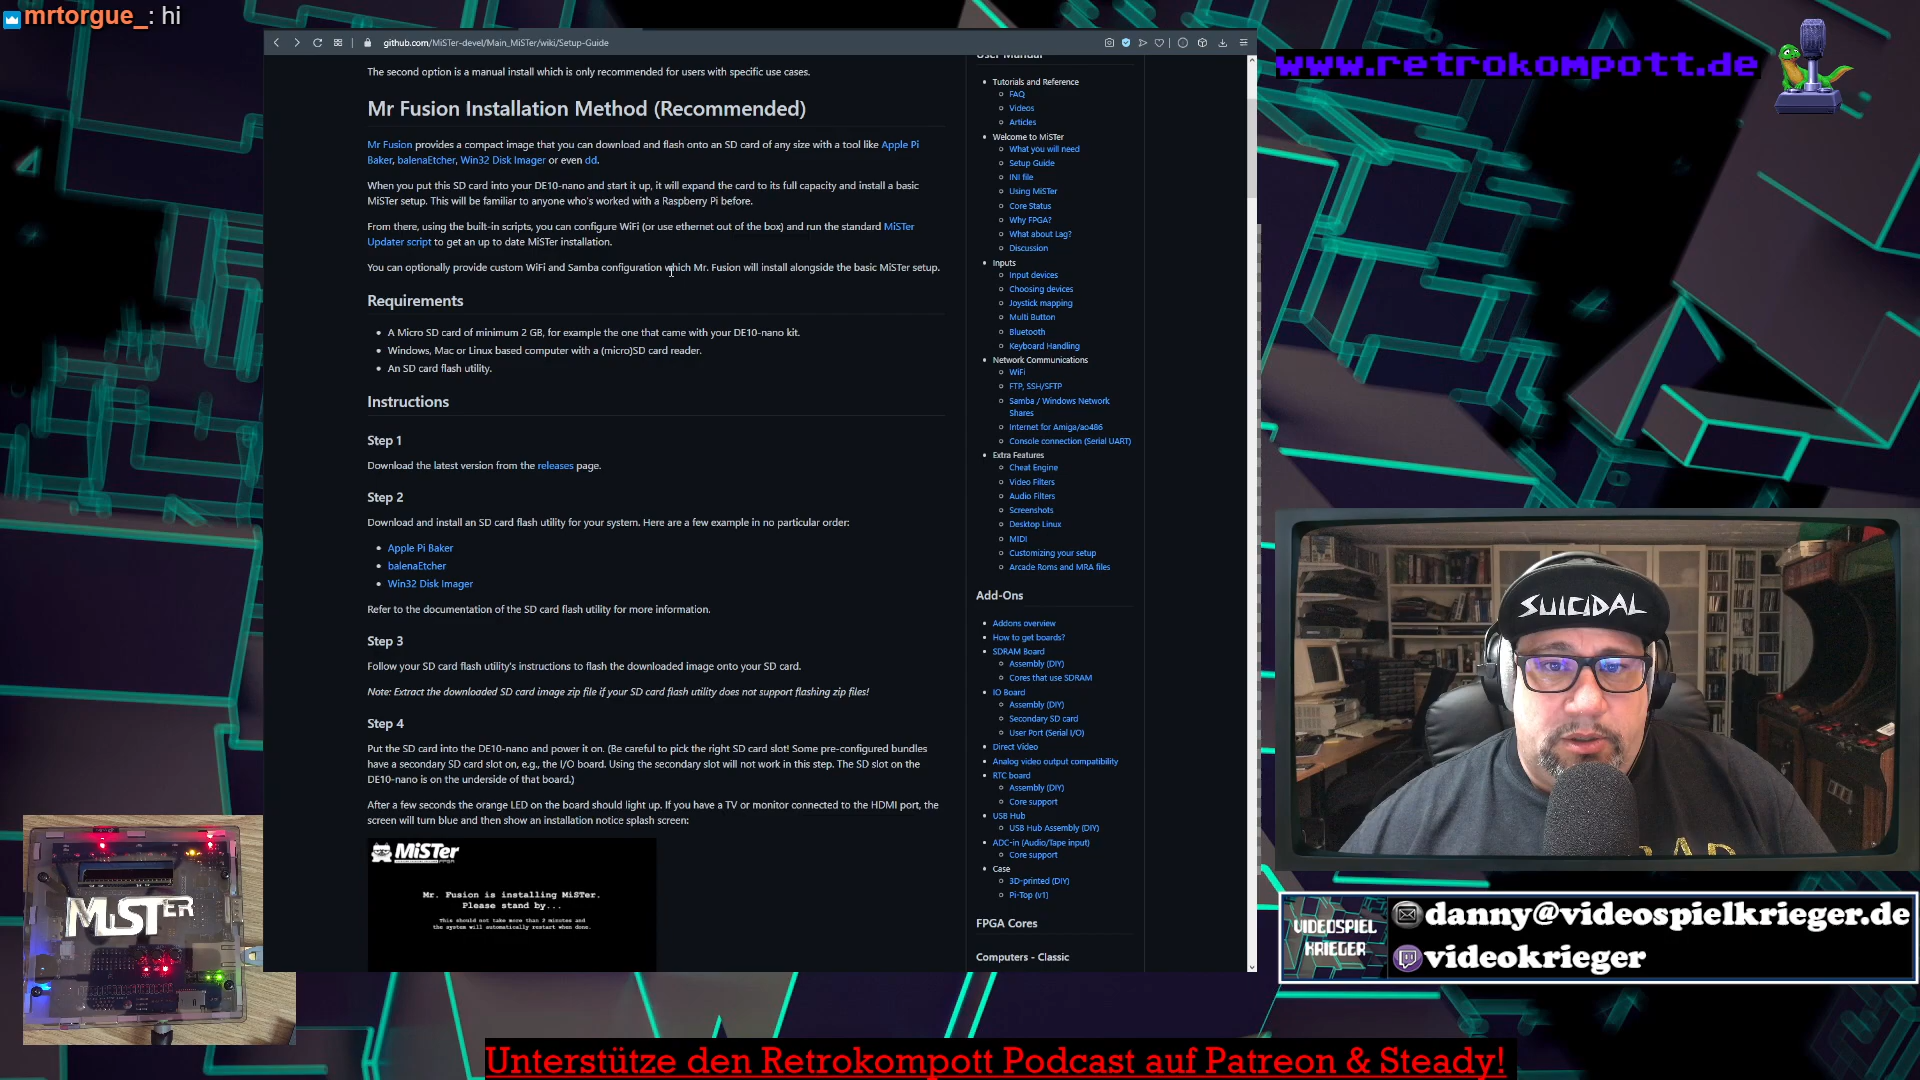 mrtorgue_: hi
github.com/MiSTer-devel/Main_MiSTer/wiki/Setup-Guide
www.retrokompott.de
The second option is a manual install which is only recommended for users with specific use cases.
Mr Fusion Installation Method (Recommended)
Mr Fusion provides a compact image that you can download and flash onto an SD card of any size with a tool like Apple Pi
Baker, balenaEtcher, Win32 Disk Imager or even dd.
When you put this SD card into your DE10-nano and start it up, it will expand the card to its full capacity and install a basic
MiSTer setup. This will be familiar to anyone who's worked with a Raspberry Pi before.
From there, using the built-in scripts, you can configure WiFi (or use ethernet out of the box) and run the standard MiSTer
Updater script to get an up to date MiSTer installation.
You can optionally provide custom WiFi and Samba configuration which Mr. Fusion will install alongside the basic MiSTer setup.
Requirements
• A Micro SD card of minimum 2 GB, for example the one that came with your DE10-nano kit.
• Windows, Mac or Linux based computer with a (micro)SD card reader.
• An SD card flash utility.
Instructions
Step 1
Download the latest version from the releases page.
Step 2
Download and install an SD card flash utility for your system. Here are a few example in no particular order:
• Apple Pi Baker
• balenaEtcher
• Win32 Disk Imager
Refer to the documentation of the SD card flash utility for more information.
Step 3
Follow your SD card flash utility's instructions to flash the downloaded image onto your SD card.
Note: Extract the downloaded SD card image zip file if your SD card flash utility does not support flashing zip files!
Step 4
Put the SD card into the DE10-nano and power it on. (Be careful to pick the right SD card slot! Some pre-configured bundles
have a secondary SD card slot on, e.g., the I/O board. Using the secondary slot will not work in this step. The SD slot on the
DE10-nano is on the underside of that board.)
After a few seconds the orange LED on the board should light up. If you have a TV or monitor connected to the HDMI port, the
screen will turn blue and then show an installation notice splash screen:
MiSTer
Mr. Fusion is installing MiSTer.
Please stand by...
This should not take more than 2 minutes and
the system will automatically restart when done.
User Manual
• Tutorials and Reference
FAQ
Videos
Articles
• Welcome to MiSTer
What you will need
Setup Guide
INI file
Using MiSTer
Core Status
Why FPGA?
What about Lag?
Discussion
• Inputs
Input devices
Choosing devices
Joystick mapping
Multi Button
Bluetooth
Keyboard Handling
• Network Communications
WiFi
FTP, SSH/SFTP
Samba / Windows Network
Shares
Internet for Amiga/ao486
Console connection (Serial UART)
• Extra Features
Cheat Engine
Video Filters
Audio Filters
Screenshots
Desktop Linux
MIDI
Customizing your setup
Arcade Roms and MRA files
Add-Ons
• Addons overview
• How to get boards?
• SDRAM Board
Assembly (DIY)
Cores that use SDRAM
• IO Board
Assembly (DIY)
Secondary SD card
User Port (Serial I/O)
• Direct Video
• Analog video output compatibility
• RTC board
Assembly (DIY)
Core support
• USB Hub
USB Hub Assembly (DIY)
• ADC-in (Audio/Tape input)
Core support
• Case
3D-printed (DIY)
Pi-Top (v1)
FPGA Cores
Computers - Classic
SUICIDAL
MiSTer
VIDEOSPIEL
KRIEGER
danny@videospielkrieger.de
videokrieger
Unterstütze den Retrokompott Podcast auf Patreon & Steady!